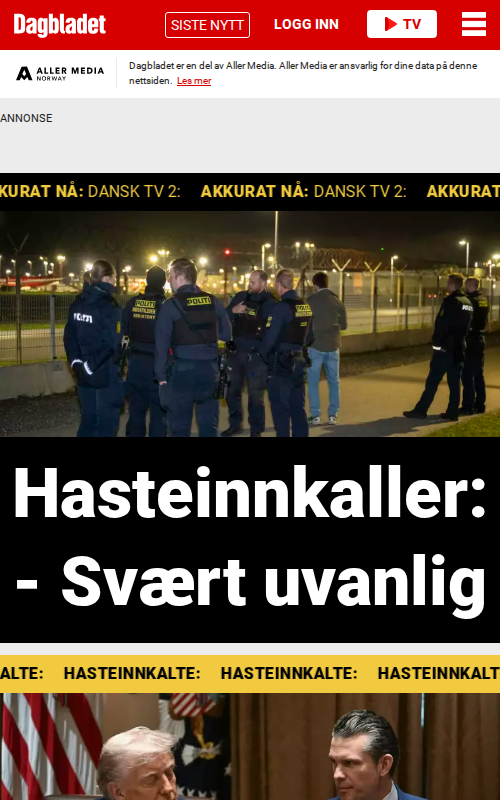 Dagbladet
SISTE NYTT
LOGG INN
TV
ALLER MEDIA
NORWAY
Dagbladet er en del av Aller Media. Aller Media er ansvarlig for dine data på denne
nettsiden. Les mer
ANNONSE
KURAT NÅ: DANSK TV 2: AKKURAT NÅ: DANSK TV 2: AKKURAT
POLITI
POLITI
POLITI
Hasteinnkaller:
- Svært uvanlig
ALTE: HASTEINNKALTE: HASTEINNKALTE: HASTEINNKALT